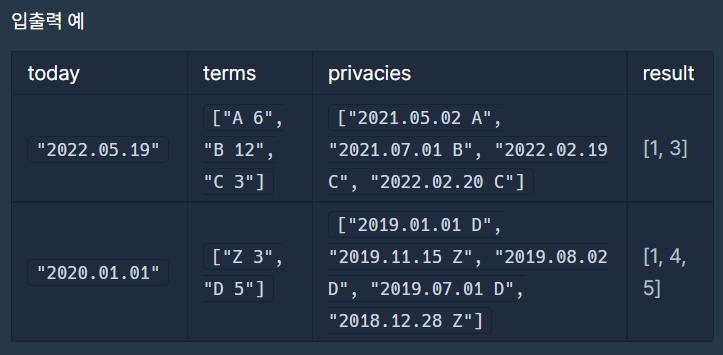 입출력 예
today terms privacies result
"2022.05.19"
["A 6",
"B 12",
"C 3"]
["2021.05.02 A",
"2021.07.01 B", "2022.02.19
C", "2022.02.20 C"]
[1, 3]
"2020.01.01"
["Z 3",
"D 5"]
["2019.01.01 D",
"2019.11.15 Z", "2019.08.02
D", "2019.07.01 D",
"2018.12.28 Z"]
[1, 4,
5]